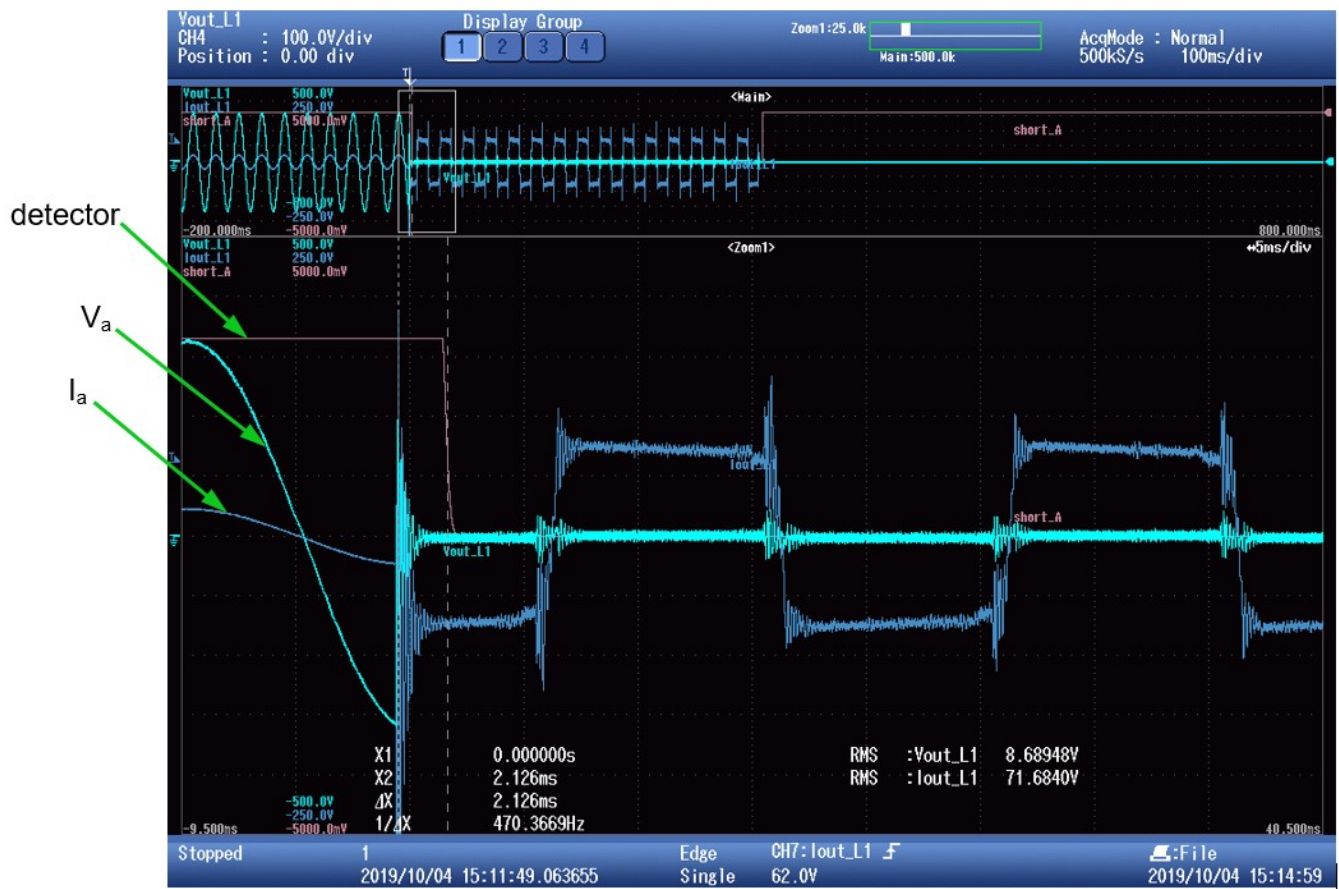 Vout_L1
CH4 : 100.0V/div
Position : 0.00 div
Display Group
1 2 3 4
Zoom1:25.0k
Main:500.0k
AcqMode : Normal
500kS/s 100ms/div
T
Vout_L1 500.0V
Iout_L1 250.0V
short_A 5000.0mV
<Main>
short_A
Iout_L1
Vout_L1
-500.0V
-250.0V
-200.000ms -5000.0mV
800.000ms
Vout_L1 500.0V
Iout_L1 250.0V
short_A 5000.0mV
<Zoom1>
↔5ms/div
detector
Va
Ia
Iout_L1
short_A
Vout_L1
X1 0.000000s
X2 2.126ms
ΔX 2.126ms
1/ΔX 470.3669Hz
RMS :Vout_L1 8.68948V
RMS :Iout_L1 71.6840V
-500.0V
-250.0V
-9.500ms -5000.0mV
40.500ms
Stopped 1
2019/10/04 15:11:49.063655
Edge CH7:Iout_L1
Single 62.0V
:File
2019/10/04 15:14:59